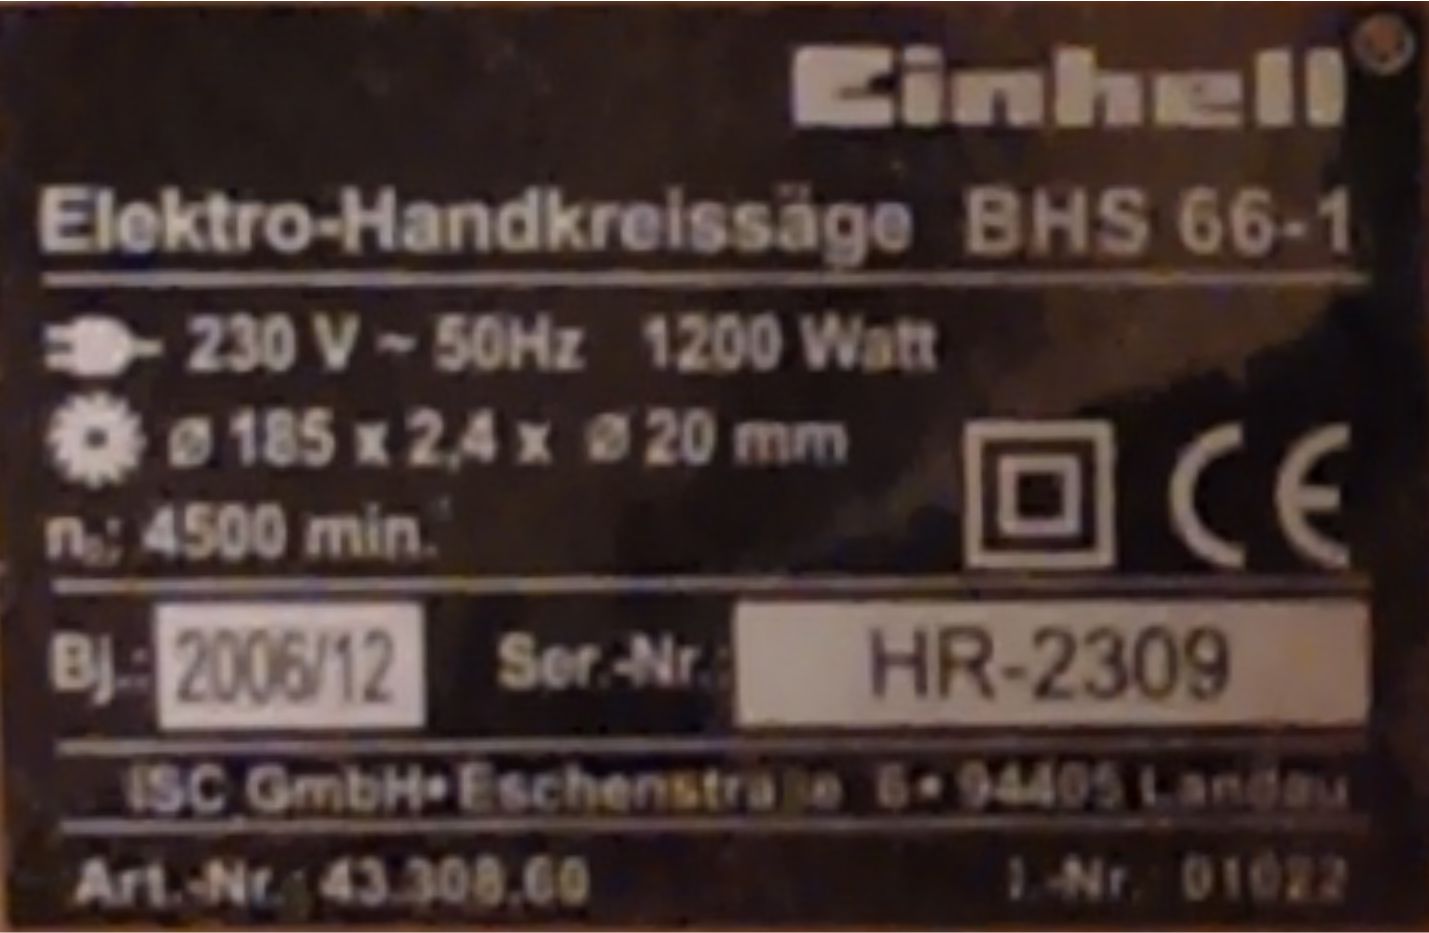 Einhell
Elektro-Handkreissäge BHS 66-1
230 V ~ 50Hz 1200 Watt
ø 185 x 2,4 x ø 20 mm
n₀: 4500 min.⁻¹
CE
Bj.: 2006/12 Ser.-Nr.: HR-2309
ISC GmbH • Eschenstraße 6 • 94405 Landau
Art.-Nr.: 43.308.60 I.-Nr. 01022